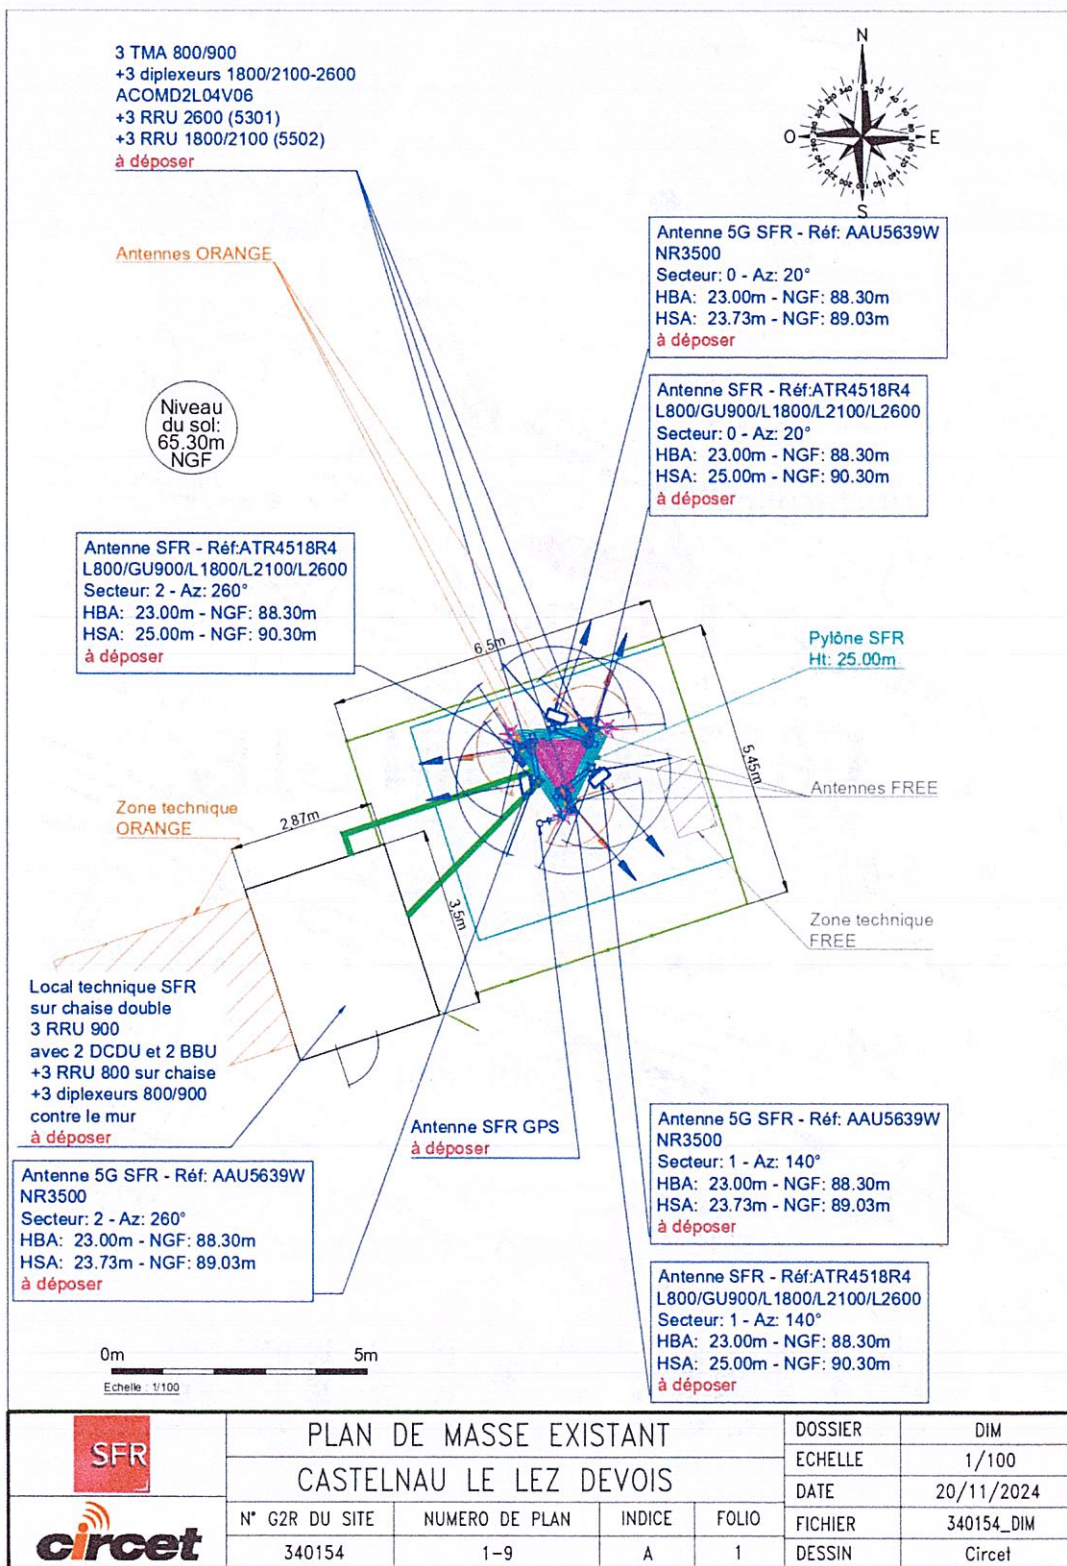 3 TMA 800/900
+3 diplexeurs 1800/2100-2600
ACOMD2L04V06
+3 RRU 2600 (5301)
+3 RRU 1800/2100 (5502)
à déposer
N
O
E
S
Antenne 5G SFR - Réf: AAU5639W
NR3500
Secteur: 0 - Az: 20°
HBA: 23.00m - NGF: 88.30m
HSA: 23.73m - NGF: 89.03m
à déposer
Antennes ORANGE
Antenne SFR - Réf:ATR4518R4
L800/GU900/L1800/L2100/L2600
Secteur: 0 - Az: 20°
HBA: 23.00m - NGF: 88.30m
HSA: 25.00m - NGF: 90.30m
à déposer
Niveau
du sol:
65.30m
NGF
Antenne SFR - Réf:ATR4518R4
L800/GU900/L1800/L2100/L2600
Secteur: 2 - Az: 260°
HBA: 23.00m - NGF: 88.30m
HSA: 25.00m - NGF: 90.30m
à déposer
6,5m
Pylône SFR
Ht: 25.00m
5,45m
Antennes FREE
Zone technique
ORANGE
2,87m
3,5m
Zone technique
FREE
Local technique SFR
sur chaise double
3 RRU 900
avec 2 DCDU et 2 BBU
+3 RRU 800 sur chaise
+3 diplexeurs 800/900
contre le mur
à déposer
Antenne SFR GPS
à déposer
Antenne 5G SFR - Réf: AAU5639W
NR3500
Secteur: 1 - Az: 140°
HBA: 23.00m - NGF: 88.30m
HSA: 23.73m - NGF: 89.03m
à déposer
Antenne 5G SFR - Réf: AAU5639W
NR3500
Secteur: 2 - Az: 260°
HBA: 23.00m - NGF: 88.30m
HSA: 23.73m - NGF: 89.03m
à déposer
Antenne SFR - Réf:ATR4518R4
L800/GU900/L1800/L2100/L2600
Secteur: 1 - Az: 140°
HBA: 23.00m - NGF: 88.30m
HSA: 25.00m - NGF: 90.30m
à déposer
0m 5m
Echelle : 1/100
SFR
circet
PLAN DE MASSE EXISTANT
CASTELNAU LE LEZ DEVOIS
N° G2R DU SITE NUMERO DE PLAN INDICE FOLIO
340154 1-9 A 1
DOSSIER DIM
ECHELLE 1/100
DATE 20/11/2024
FICHIER 340154_DIM
DESSIN Circet